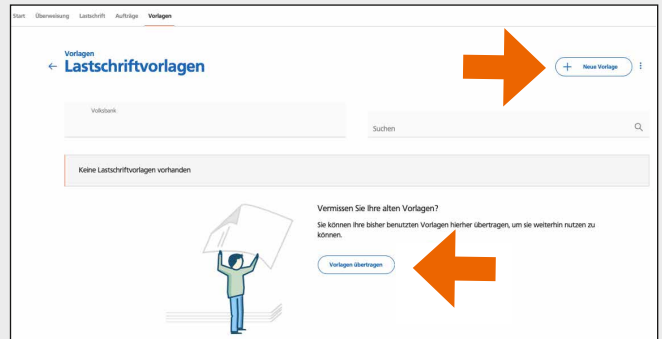 Start Überweisung Lastschrift Aufträge Vorlagen
Vorlagen
← Lastschriftvorlagen
+ Neue Vorlage
Volksbank
Suchen
Keine Lastschriftvorlagen vorhanden
Vermissen Sie Ihre alten Vorlagen?
Sie können Ihre bisher benutzten Vorlagen hierher übertragen, um sie weiterhin nutzen zu
können.
Vorlagen übertragen